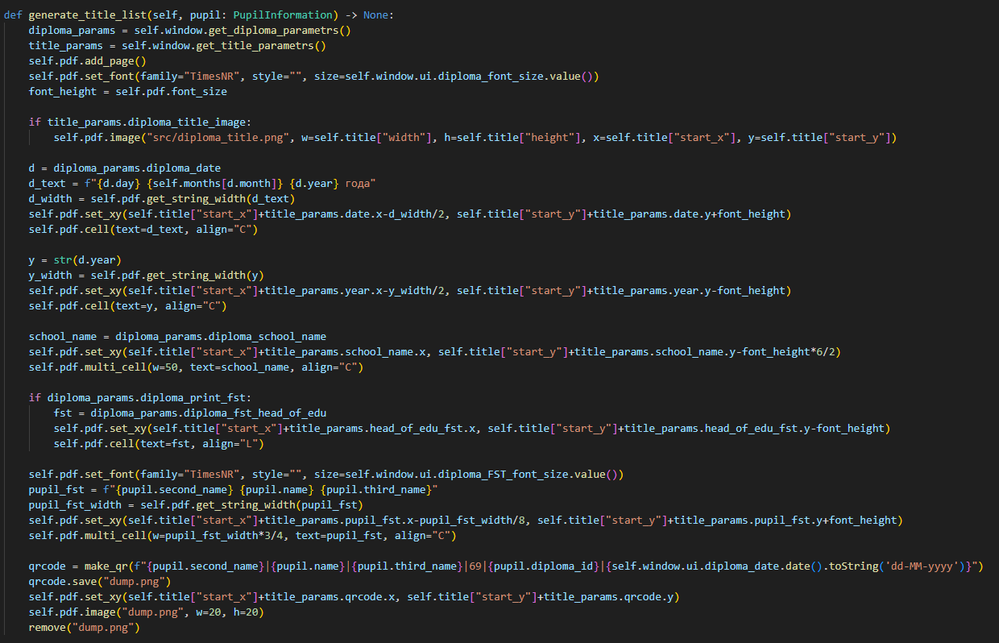 def generate_title_list(self, pupil: PupilInformation) -> None:
    diploma_params = self.window.get_diploma_parametrs()
    title_params = self.window.get_title_parametrs()
    self.pdf.add_page()
    self.pdf.set_font(family="TimesNR", style="", size=self.window.ui.diploma_font_size.value())
    font_height = self.pdf.font_size

    if title_params.diploma_title_image:
        self.pdf.image("src/diploma_title.png", w=self.title["width"], h=self.title["height"], x=self.title["start_x"], y=self.title["start_y"])

    d = diploma_params.diploma_date
    d_text = f"{d.day} {self.months[d.month]} {d.year} года"
    d_width = self.pdf.get_string_width(d_text)
    self.pdf.set_xy(self.title["start_x"]+title_params.date.x-d_width/2, self.title["start_y"]+title_params.date.y+font_height)
    self.pdf.cell(text=d_text, align="C")

    y = str(d.year)
    y_width = self.pdf.get_string_width(y)
    self.pdf.set_xy(self.title["start_x"]+title_params.year.x-y_width/2, self.title["start_y"]+title_params.year.y-font_height)
    self.pdf.cell(text=y, align="C")

    school_name = diploma_params.diploma_school_name
    self.pdf.set_xy(self.title["start_x"]+title_params.school_name.x, self.title["start_y"]+title_params.school_name.y-font_height*6/2)
    self.pdf.multi_cell(w=50, text=school_name, align="C")

    if diploma_params.diploma_print_fst:
        fst = diploma_params.diploma_fst_head_of_edu
        self.pdf.set_xy(self.title["start_x"]+title_params.head_of_edu_fst.x, self.title["start_y"]+title_params.head_of_edu_fst.y-font_height)
        self.pdf.cell(text=fst, align="L")

    self.pdf.set_font(family="TimesNR", style="", size=self.window.ui.diploma_FST_font_size.value())
    pupil_fst = f"{pupil.second_name} {pupil.name} {pupil.third_name}"
    pupil_fst_width = self.pdf.get_string_width(pupil_fst)
    self.pdf.set_xy(self.title["start_x"]+title_params.pupil_fst.x-pupil_fst_width/8, self.title["start_y"]+title_params.pupil_fst.y+font_height)
    self.pdf.multi_cell(w=pupil_fst_width*3/4, text=pupil_fst, align="C")

    qrcode = make_qr(f"{pupil.second_name}|{pupil.name}|{pupil.third_name}|69|{pupil.diploma_id}|{self.window.ui.diploma_date.date().toString('dd-MM-yyyy')}")
    qrcode.save("dump.png")
    self.pdf.set_xy(self.title["start_x"]+title_params.qrcode.x, self.title["start_y"]+title_params.qrcode.y)
    self.pdf.image("dump.png", w=20, h=20)
    remove("dump.png")